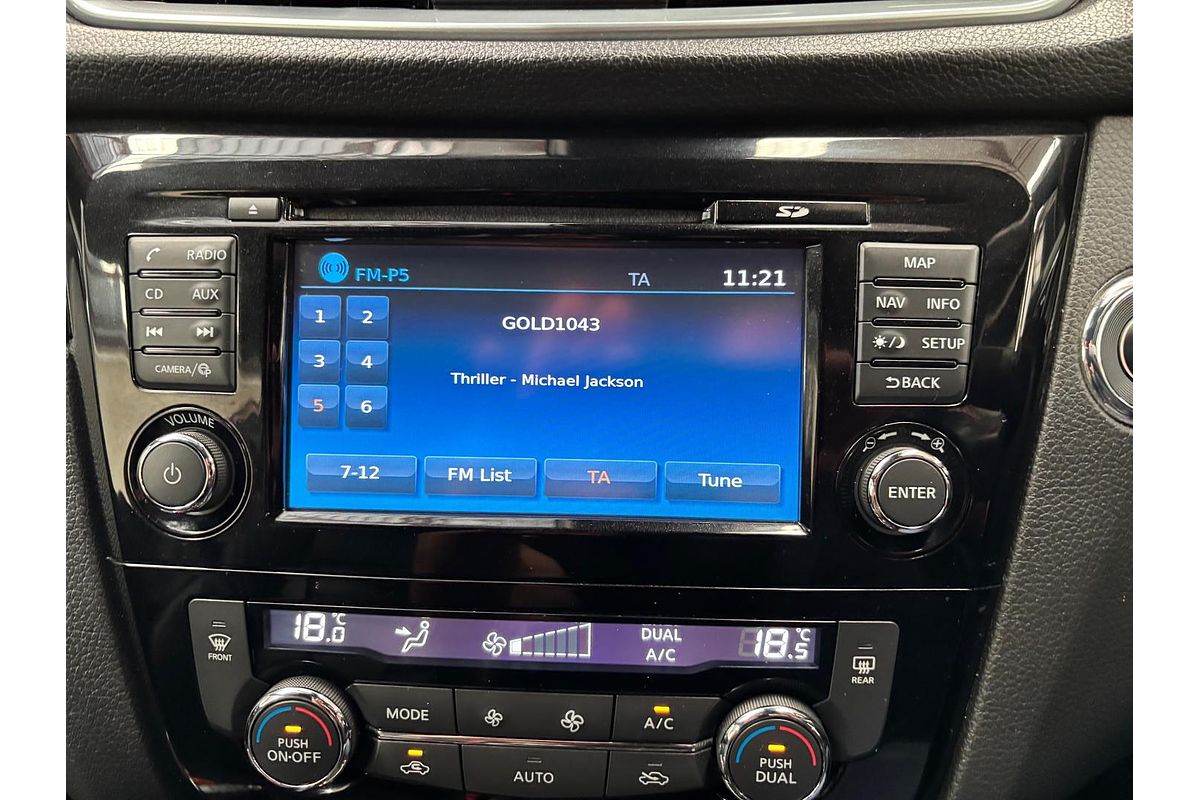 SD
RADIO
CD AUX
CAMERA/
VOLUME
FM-P5 TA 11:21
1 2
3 4
5 6
GOLD1043
Thriller - Michael Jackson
7-12 FM List TA Tune
MAP
NAV INFO
SETUP
BACK
ENTER
18.0°C DUAL 18.5°C
A/C
FRONT
REAR
MODE A/C
PUSH
ON·OFF
AUTO
PUSH
DUAL